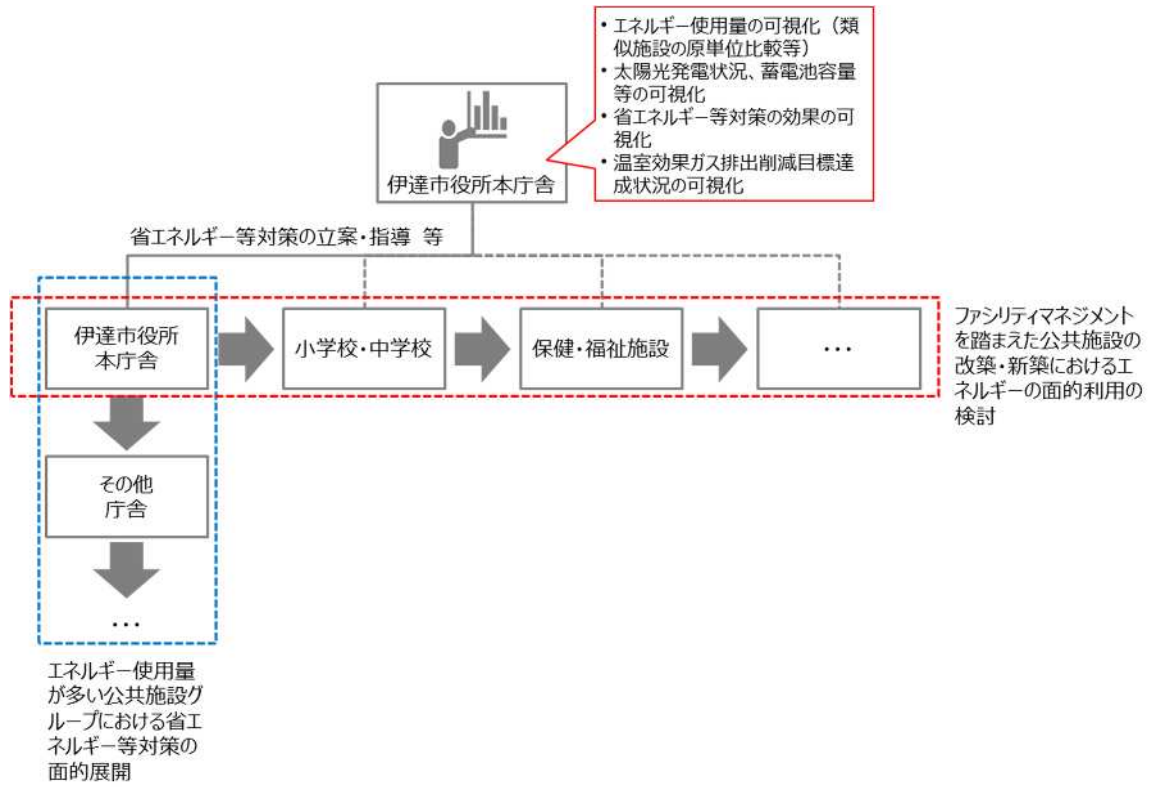 • エネルギー使用量の可視化（類
似施設の原単位比較等）
• 太陽光発電状況、蓄電池容量
等の可視化
• 省エネルギー等対策の効果の可
視化
• 温室効果ガス排出削減目標達
成状況の可視化
伊達市役所本庁舎
省エネルギー等対策の立案・指導 等
伊達市役所
本庁舎
小学校・中学校
保健・福祉施設
･･･
ファシリティマネジメント
を踏まえた公共施設の
改築・新築におけるエ
ネルギーの面的利用の
検討
その他
庁舎
･･･
エネルギー使用量
が多い公共施設グ
ループにおける省エ
ネルギー等対策の
面的展開